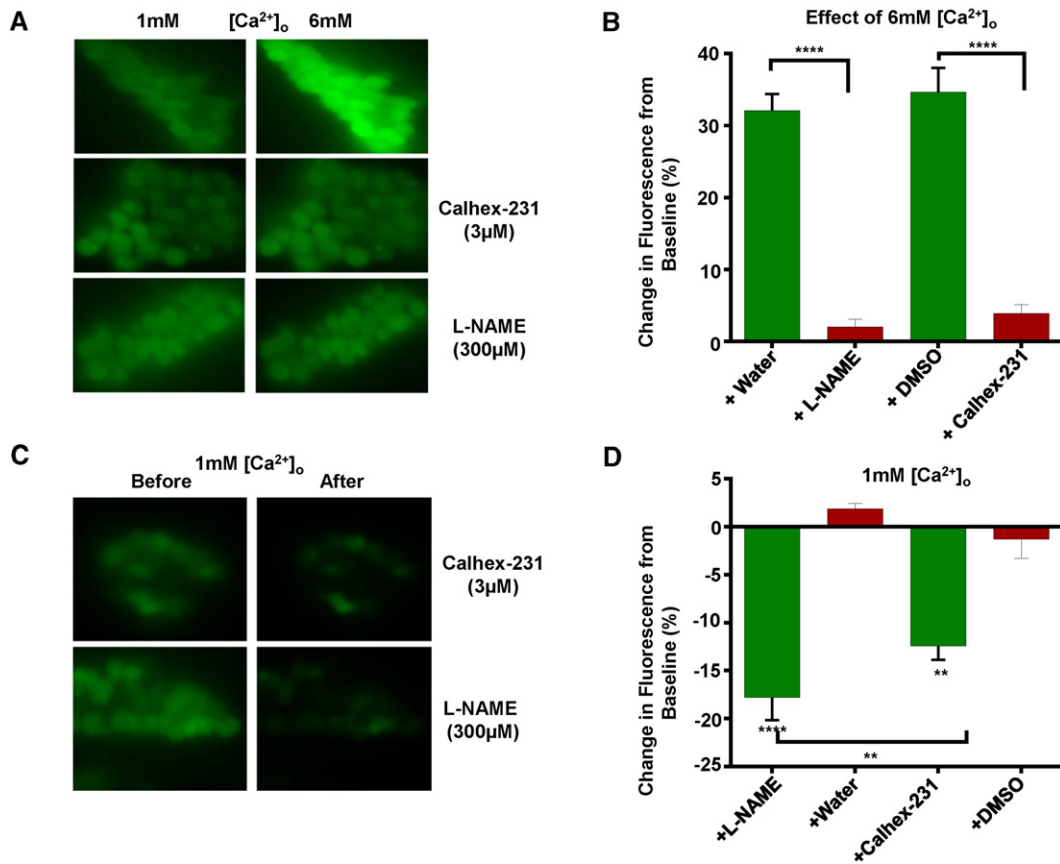 A
1mM [Ca²⁺]ₒ 6mM
Calhex-231
(3µM)
L-NAME
(300µM)
B
Effect of 6mM [Ca²⁺]ₒ
Change in Fluorescence from
Baseline (%)
40
30
20
10
0
****
****
+ Water
+ L-NAME
+ DMSO
+ Calhex-231
C
1mM [Ca²⁺]ₒ
Before After
Calhex-231
(3µM)
L-NAME
(300µM)
D
1mM [Ca²⁺]ₒ
Change in Fluorescence from
Baseline (%)
5
0
-5
-10
-15
-20
-25
**
****
**
+L-NAME
+Water
+Calhex-231
+DMSO